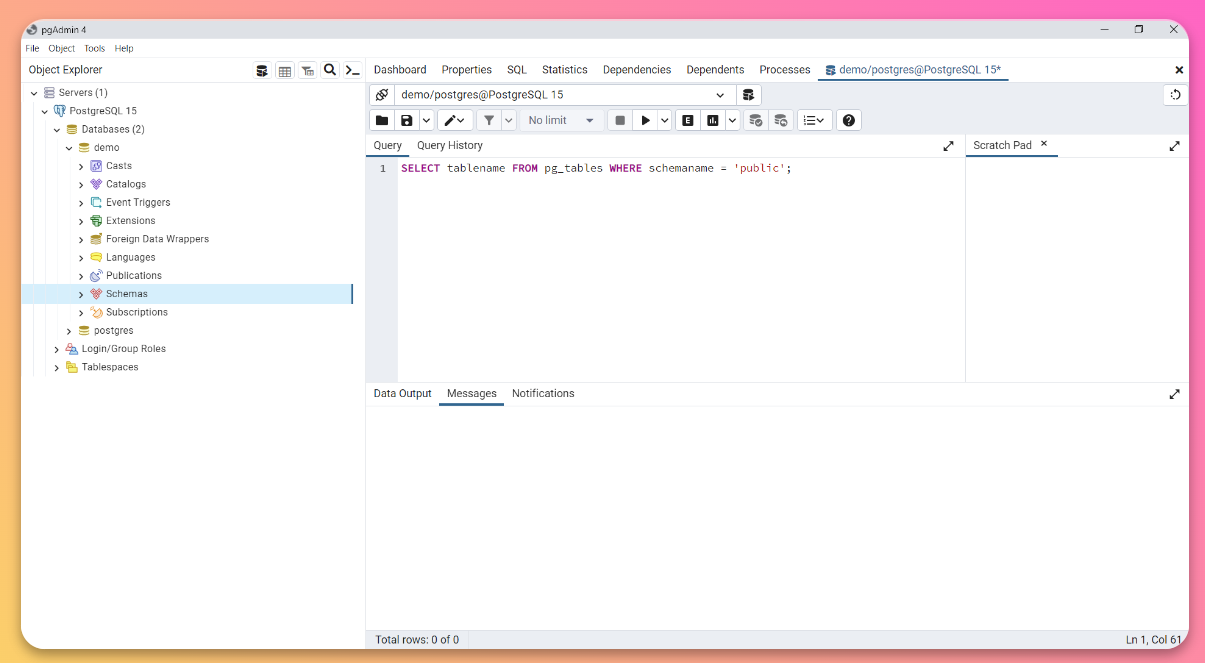 pgAdmin 4
File Object Tools Help
Object Explorer
Dashboard Properties SQL Statistics Dependencies Dependents Processes demo/postgres@PostgreSQL 15*
Servers (1)
PostgreSQL 15
Databases (2)
demo
Casts
Catalogs
Event Triggers
Extensions
Foreign Data Wrappers
Languages
Publications
Schemas
Subscriptions
postgres
Login/Group Roles
Tablespaces
demo/postgres@PostgreSQL 15
No limit E
Query Query History
Scratch Pad
1 SELECT tablename FROM pg_tables WHERE schemaname = 'public';
Data Output Messages Notifications
Total rows: 0 of 0
Ln 1, Col 61